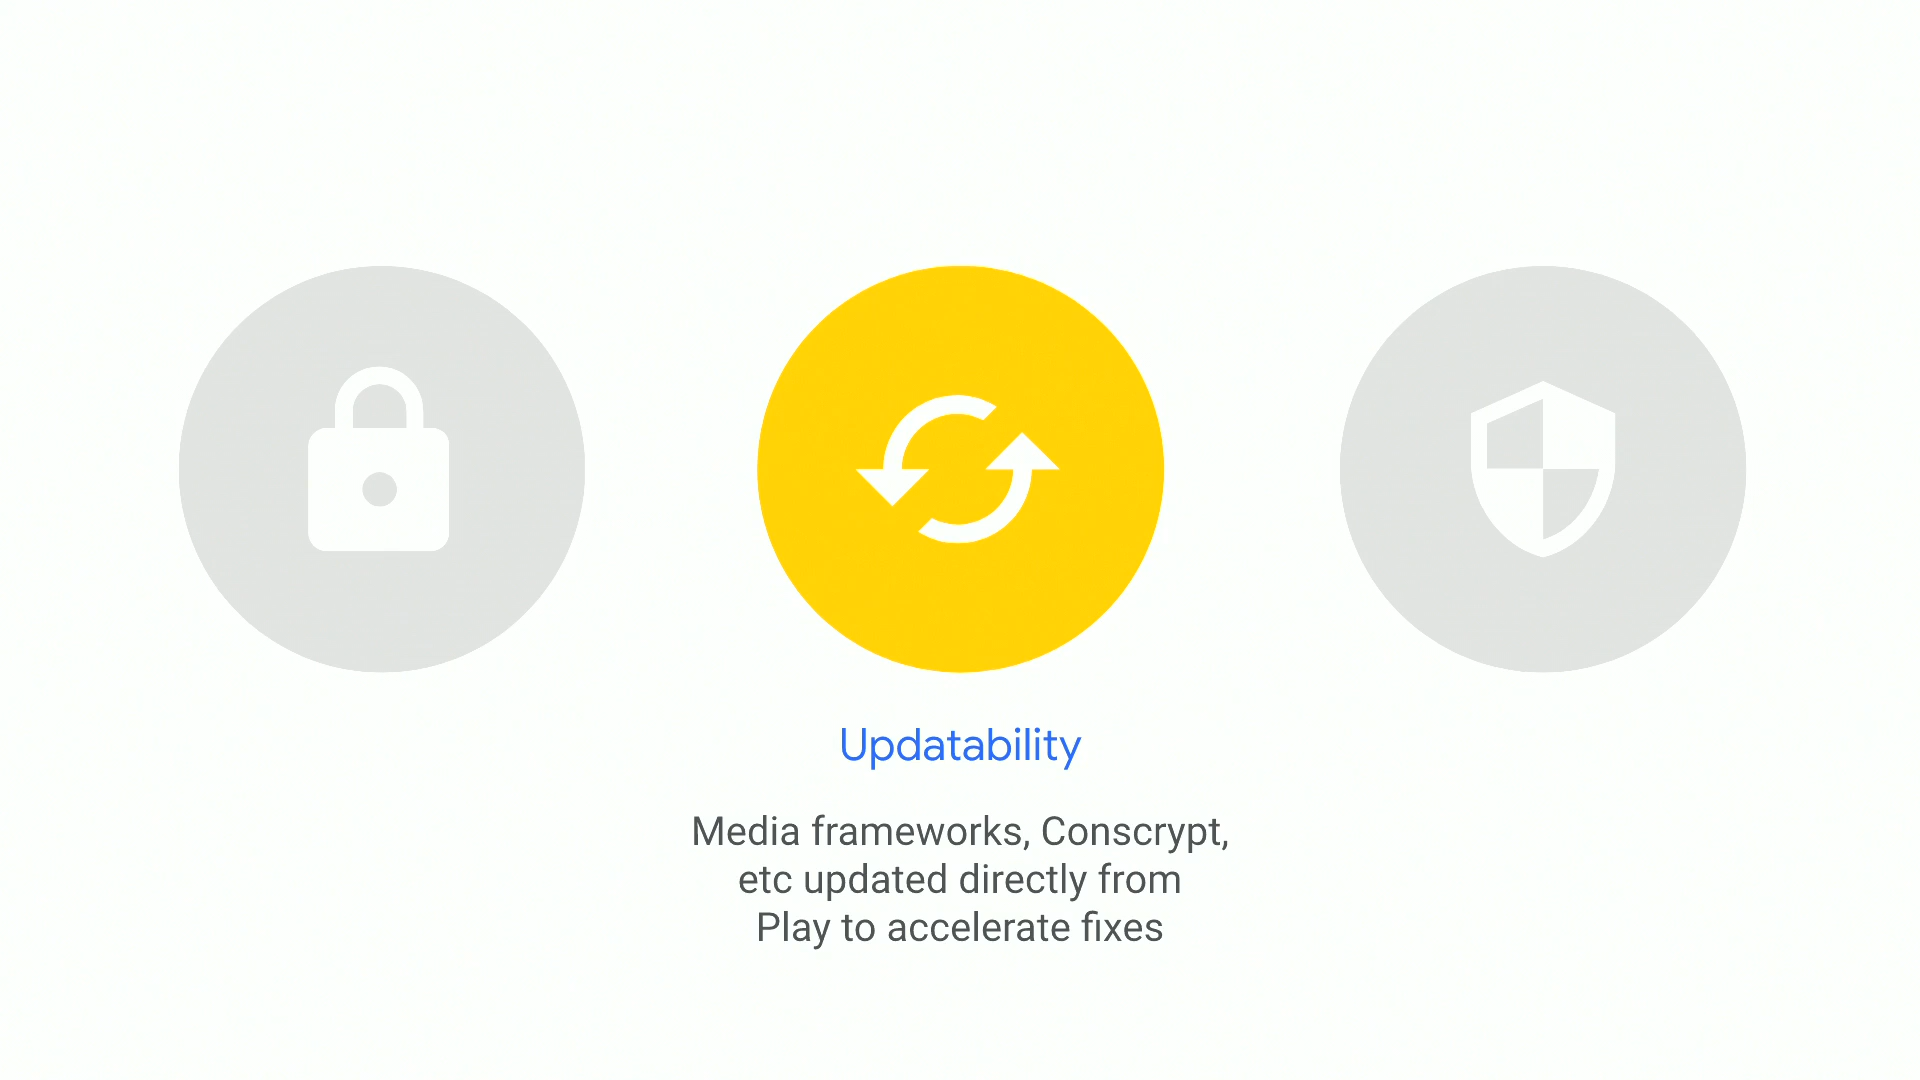 Updatability
Media frameworks, Conscrypt,
etc updated directly from
Play to accelerate fixes